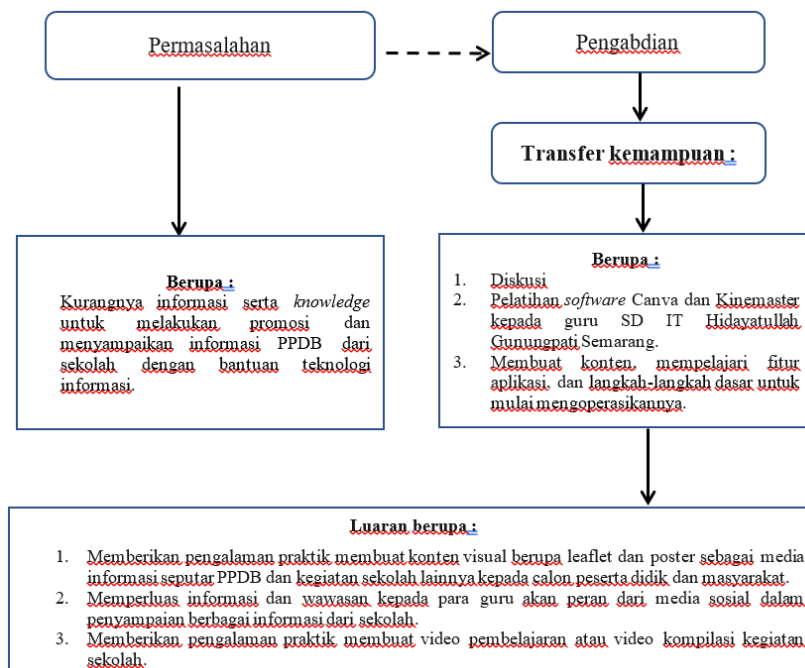 Permasalahan
Pengabdian
Transfer kemampuan :
Berupa :
Kurangnya informasi serta knowledge
untuk melakukan promosi dan
menyampaikan informasi PPDB dari
sekolah dengan bantuan teknologi
informasi.
Berupa :
1. Diskusi
2. Pelatihan software Canva dan Kinemaster
kepada guru SD IT Hidayatullah
Gunungpati Semarang.
3. Membuat konten, mempelajari fitur
aplikasi, dan langkah-langkah dasar untuk
mulai mengoperasikannya.
Luaran berupa :
1. Memberikan pengalaman praktik membuat konten visual berupa leaflet dan poster sebagai media
informasi seputar PPDB dan kegiatan sekolah lainnya kepada calon peserta didik dan masyarakat.
2. Memperluas informasi dan wawasan kepada para guru akan peran dari media sosial dalam
penyampaian berbagai informasi dari sekolah.
3. Memberikan pengalaman praktik membuat video pembelajaran atau video kompilasi kegiatan
sekolah.